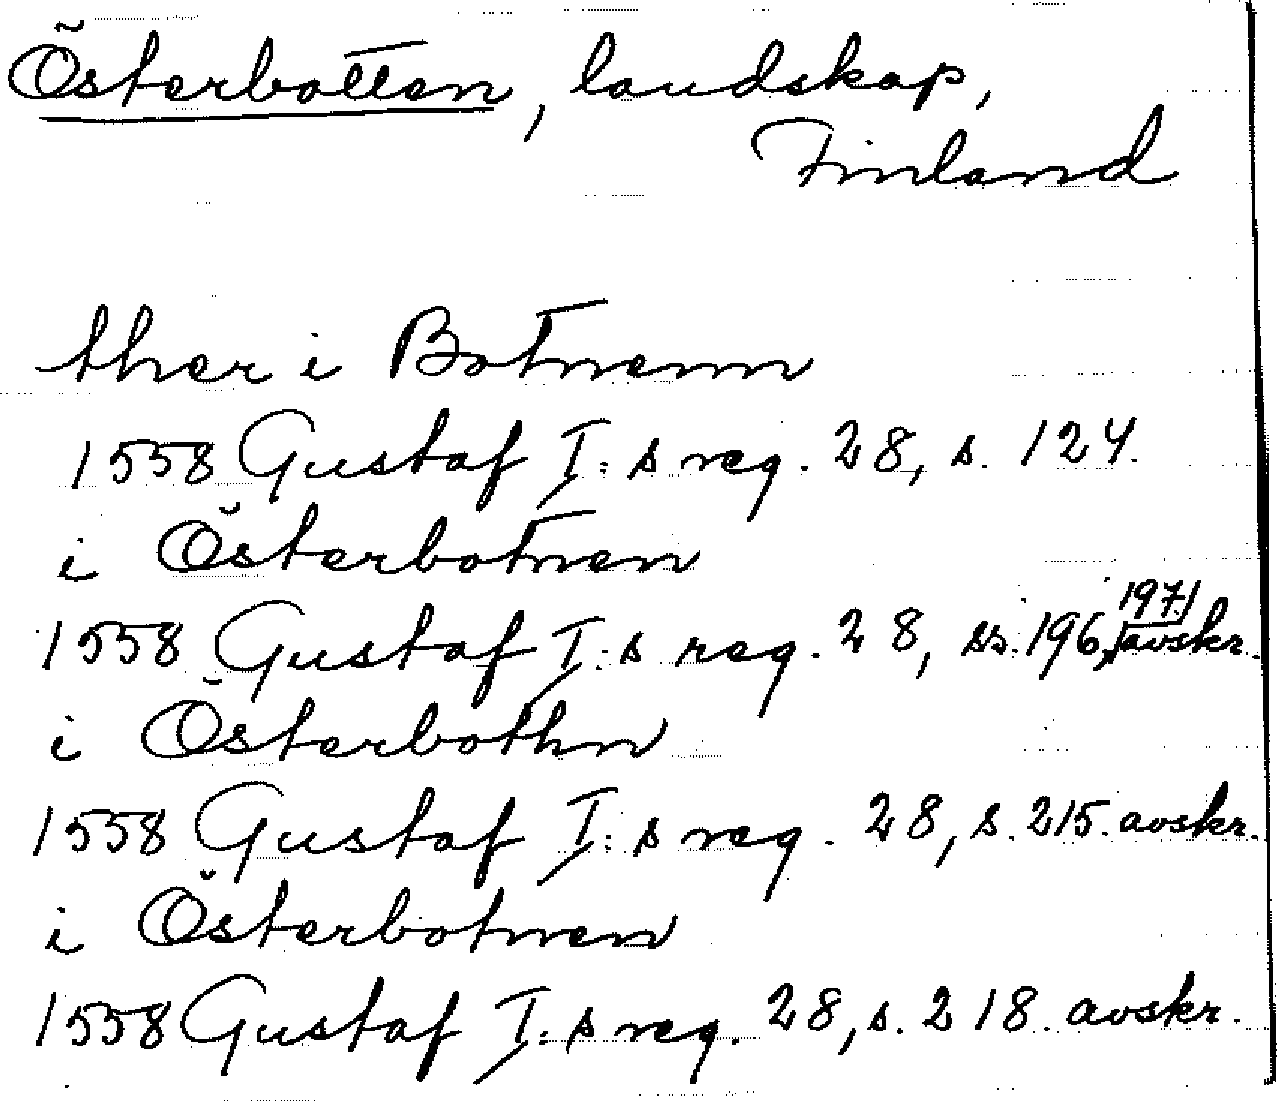 Österbotten, landskap,
Finland
ther i Botnenn
1558 Gustaf I:s reg. 28, s. 124.
i Österbotnen
1558 Gustaf I:s reg. 28, ss. 196, 197/avskr.
i Österbothn
1558 Gustaf I:s reg. 28, s. 215. avskr.
i Österbotnen
1558 Gustaf I:s reg. 28, s. 218. avskr.